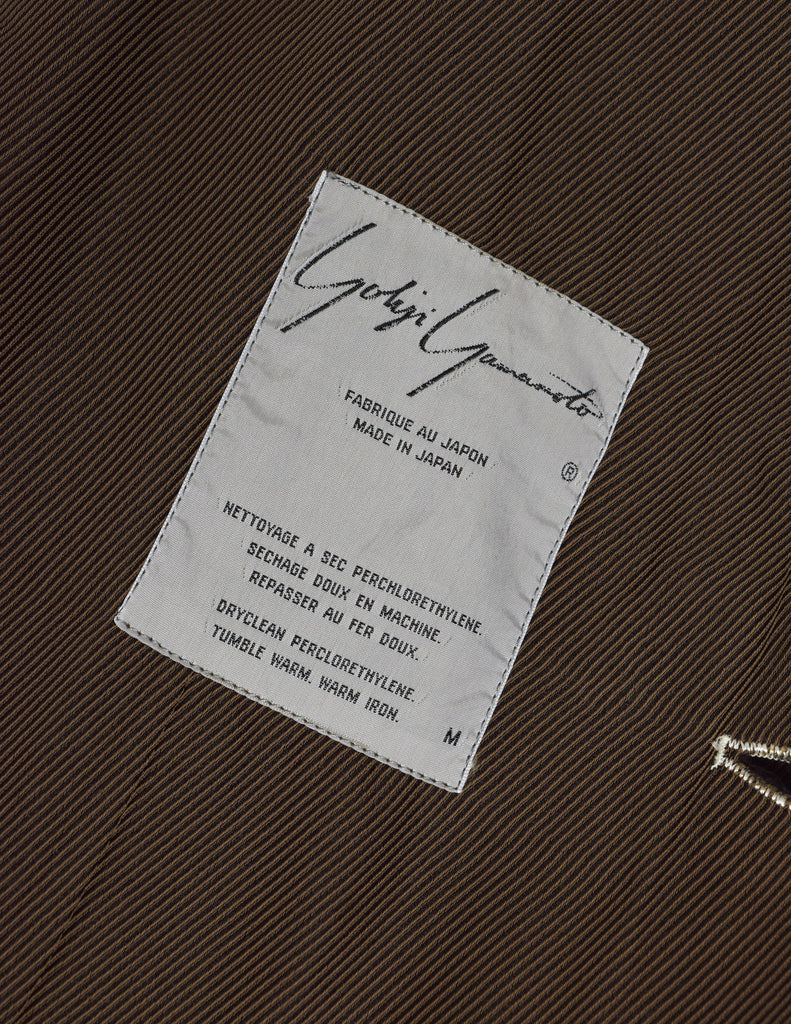 Yohji Yamamoto
FABRIQUE AU JAPON
MADE IN JAPAN
®
NETTOYAGE A SEC PERCHLORETHYLENE.
SECHAGE DOUX EN MACHINE.
REPASSER AU FER DOUX.
DRYCLEAN PERCLORETHYLENE.
TUMBLE WARM. WARM IRON.
M